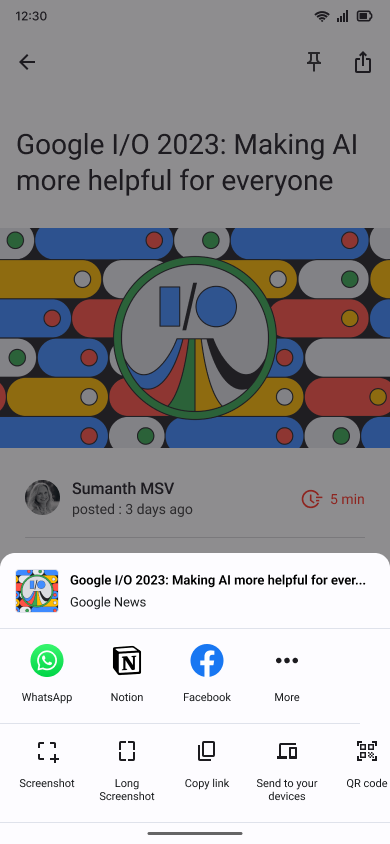 12:30
Google I/O 2023: Making AI
more helpful for everyone
I/O
Sumanth MSV
posted : 3 days ago
5 min
I/O
Google I/O 2023: Making AI more helpful for ever...
Google News
N
WhatsApp
Notion
Facebook
More
Screenshot
Long
Screenshot
Copy link
Send to your
devices
QR code